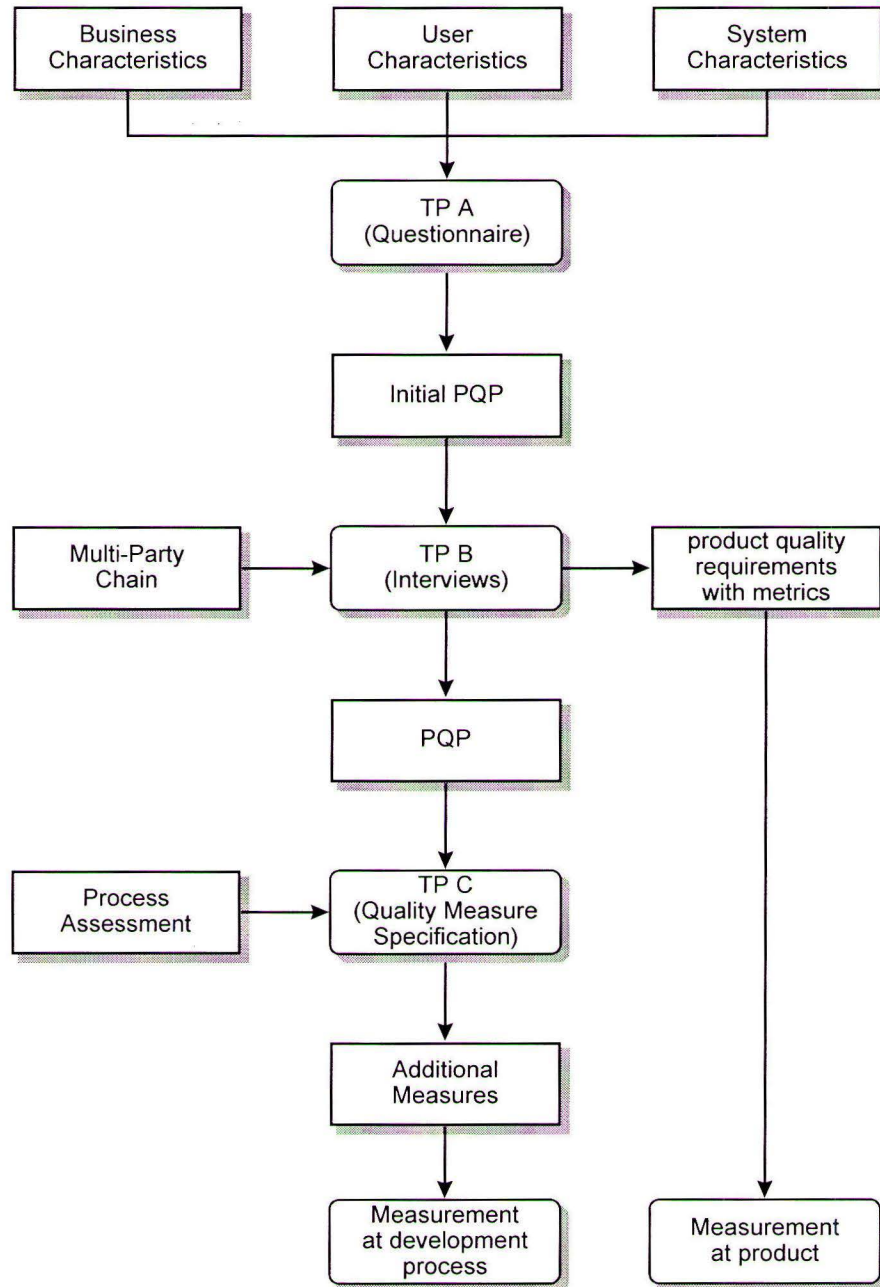 Business
Characteristics
User
Characteristics
System
Characteristics
TP A
(Questionnaire)
Initial PQP
Multi-Party
Chain
TP B
(Interviews)
product quality
requirements
with metrics
PQP
Process
Assessment
TP C
(Quality Measure
Specification)
Additional
Measures
Measurement
at development
process
Measurement
at product